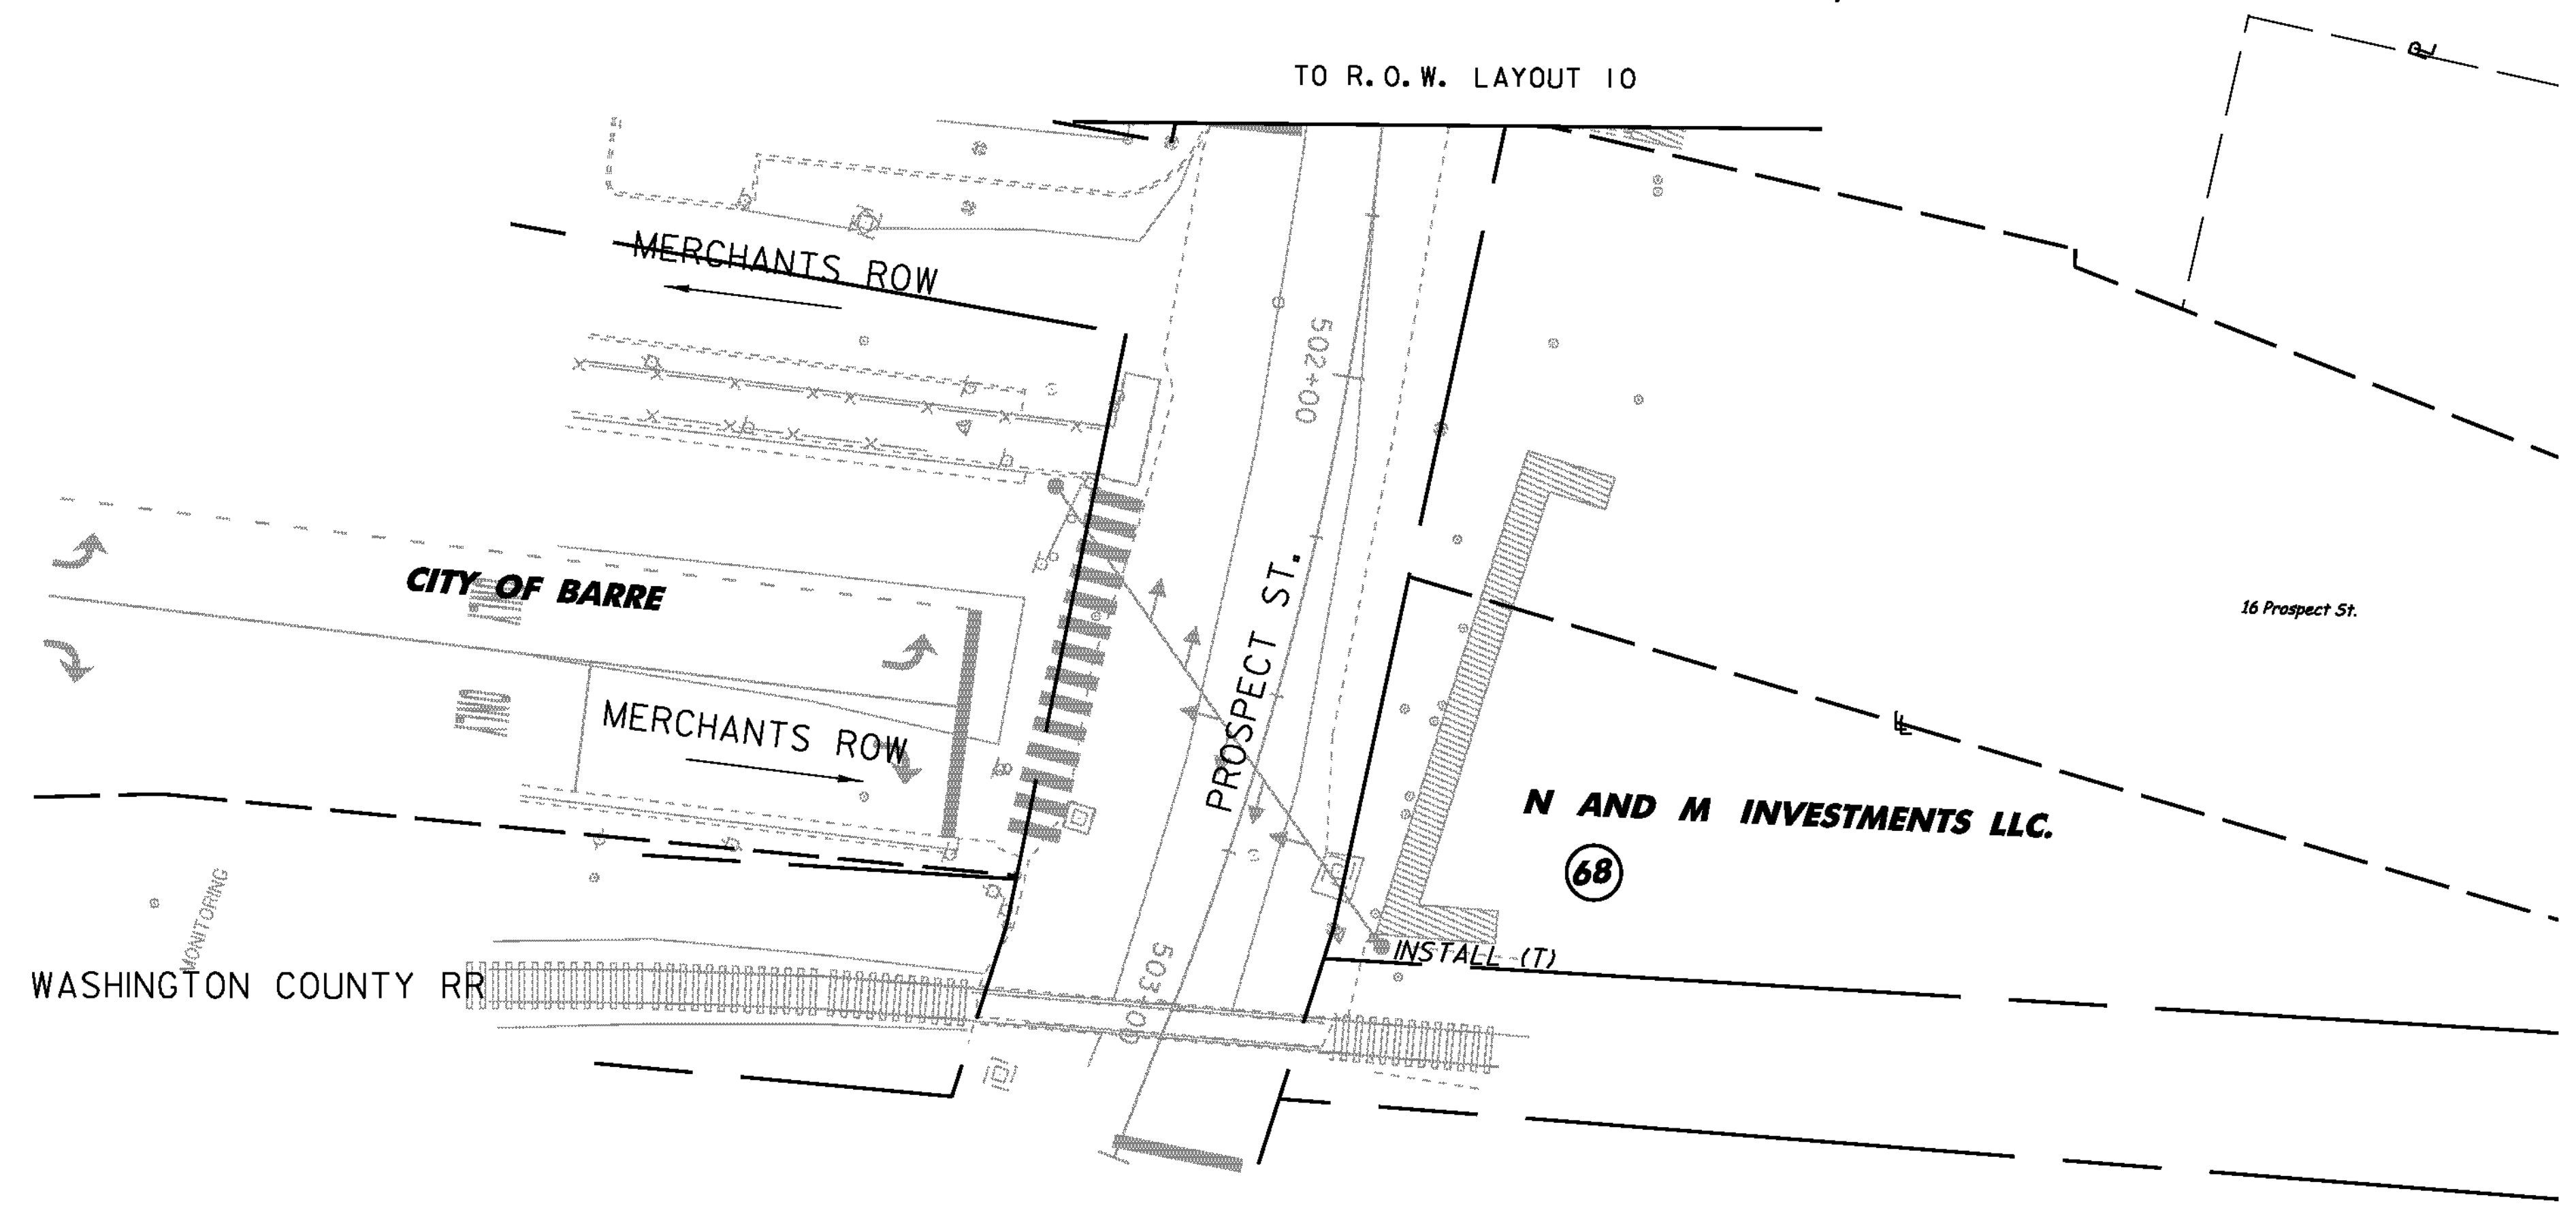 TO R.O.W. LAYOUT 10
MERCHANTS ROW
502+00
CITY OF BARRE
PROSPECT ST.
16 Prospect St.
MERCHANTS ROW
N AND M INVESTMENTS LLC.
68
MONITORING
INSTALL (T)
WASHINGTON COUNTY RR
503+00